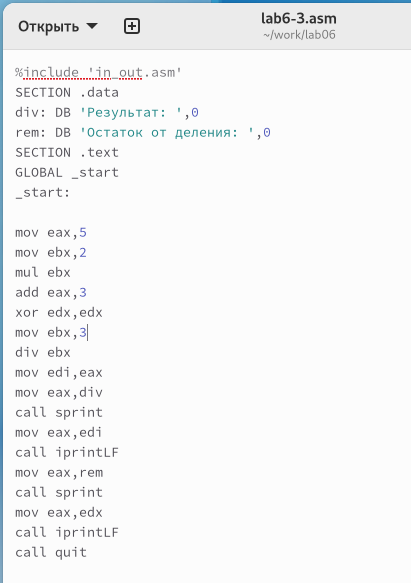 Открыть
lab6-3.asm
~/work/lab06
%include 'in_out.asm'
SECTION .data
div: DB 'Результат: ',0
rem: DB 'Остаток от деления: ',0
SECTION .text
GLOBAL _start
_start:
mov eax,5
mov ebx,2
mul ebx
add eax,3
xor edx,edx
mov ebx,3
div ebx
mov edi,eax
mov eax,div
call sprint
mov eax,edi
call iprintLF
mov eax,rem
call sprint
mov eax,edx
call iprintLF
call quit